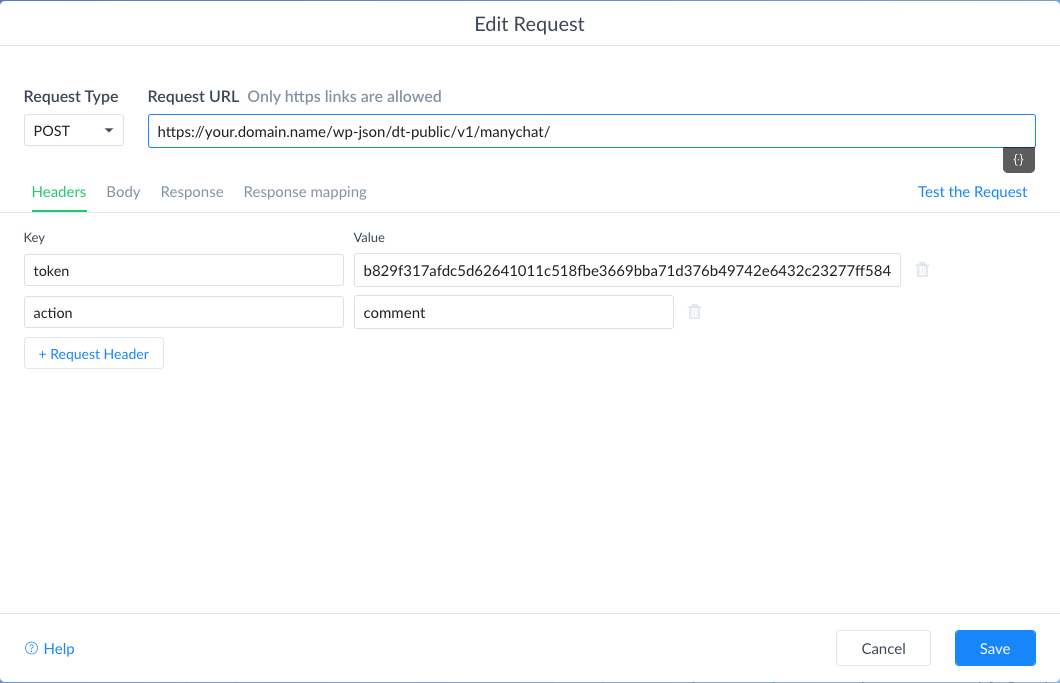 Edit Request
Request Type Request URL Only https links are allowed
POST https://your.domain.name/wp-json/dt-public/v1/manychat/
{}
Headers Body Response Response mapping Test the Request
Key Value
token b829f317afdc5d62641011c518fbe3669bba71d376b49742e6432c23277ff584
action comment
+ Request Header
? Help Cancel Save